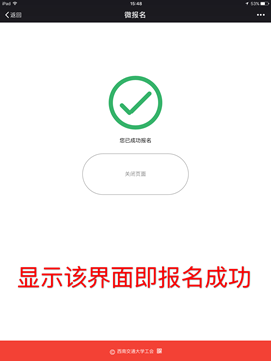 iPad
15:48
53%
返回
微报名
您已成功报名
关闭页面
显示该界面即报名成功
西南交通大学工会